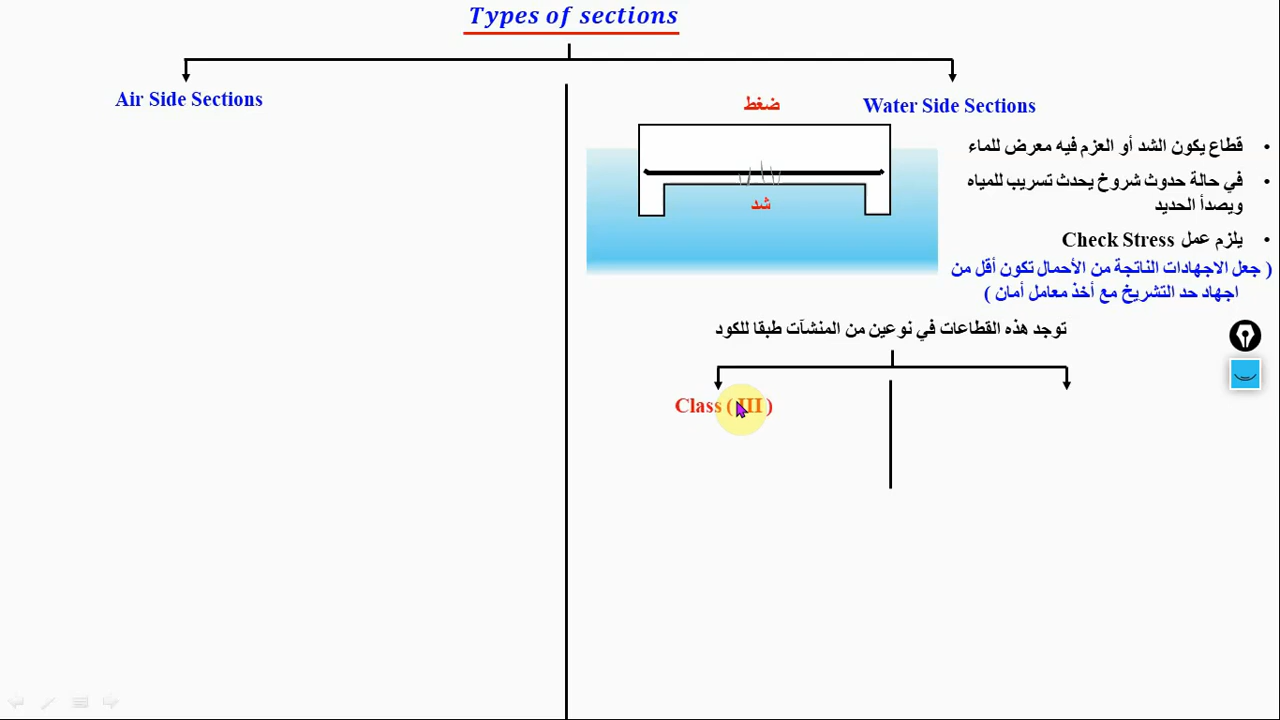 Types of sections
Air Side Sections
Water Side Sections
ضغط
شد
• قطاع يكون الشد أو العزم فيه معرض للماء
• في حالة حدوث شروخ يحدث تسريب للمياه
ويصدأ الحديد
• يلزم عمل Check Stress
( جعل الاجهادات الناتجة من الأحمال تكون أقل من
اجهاد حد التشريخ مع أخذ معامل أمان )
توجد هذه القطاعات في نوعين من المنشآت طبقا للكود
Class ( III )